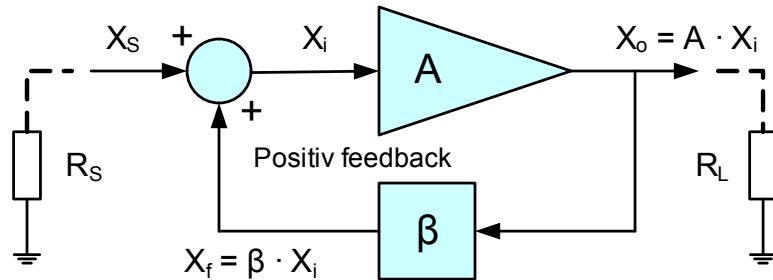 X_S + X_i A X_o = A · X_i
+
R_S Positiv feedback R_L
β
X_f = β · X_i